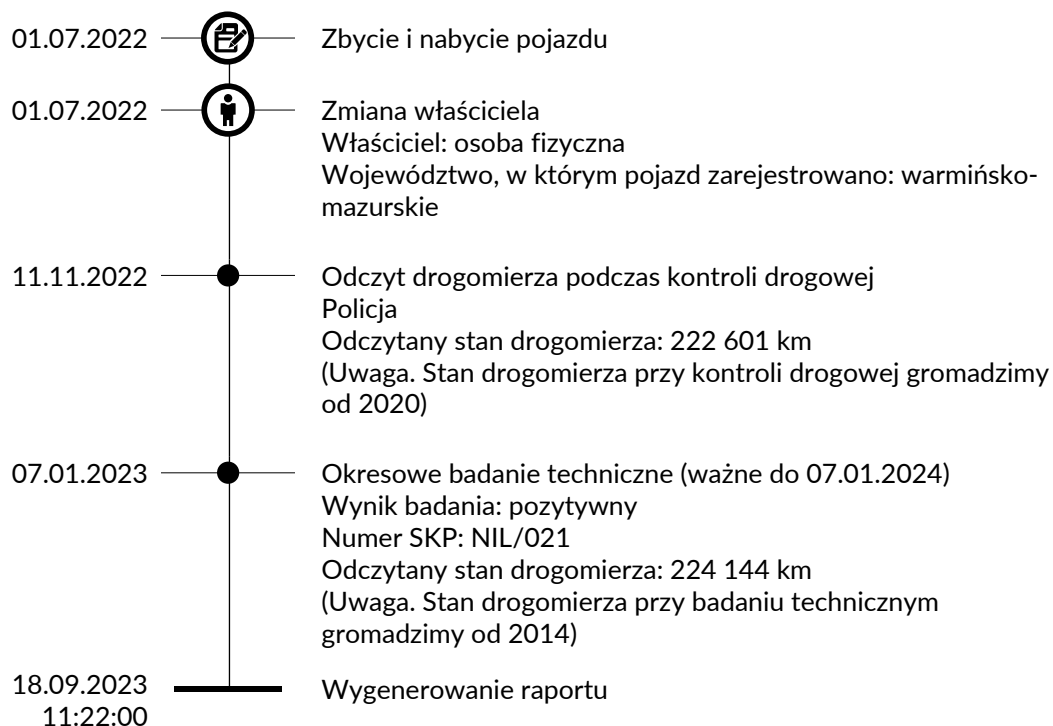 01.07.2022 Zbycie i nabycie pojazdu
01.07.2022 Zmiana właściciela
Właściciel: osoba fizyczna
Województwo, w którym pojazd zarejestrowano: warmińsko-
mazurskie
11.11.2022 Odczyt drogomierza podczas kontroli drogowej
Policja
Odczytany stan drogomierza: 222 601 km
(Uwaga. Stan drogomierza przy kontroli drogowej gromadzimy
od 2020)
07.01.2023 Okresowe badanie techniczne (ważne do 07.01.2024)
Wynik badania: pozytywny
Numer SKP: NIL/021
Odczytany stan drogomierza: 224 144 km
(Uwaga. Stan drogomierza przy badaniu technicznym
gromadzimy od 2014)
18.09.2023 Wygenerowanie raportu
11:22:00